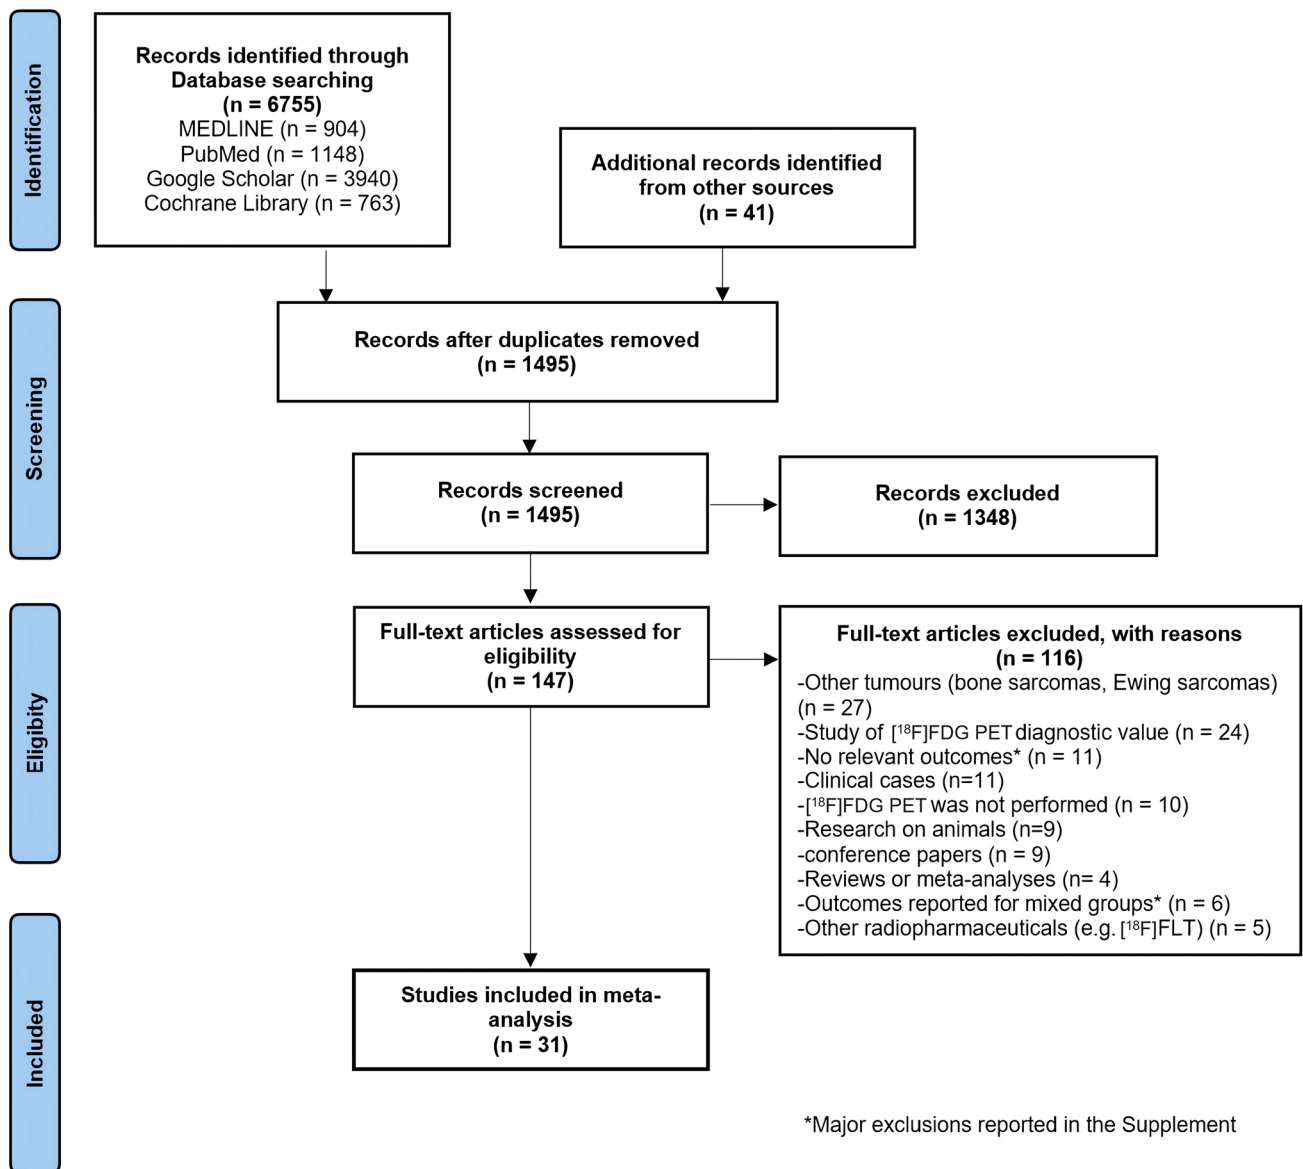 Identification
Records identified through
Database searching
(n = 6755)
MEDLINE (n = 904)
PubMed (n = 1148)
Google Scholar (n = 3940)
Cochrane Library (n = 763)
Additional records identified
from other sources
(n = 41)
Screening
Records after duplicates removed
(n = 1495)
Records screened
(n = 1495)
Records excluded
(n = 1348)
Eligibity
Full-text articles assessed for
eligibility
(n = 147)
Full-text articles excluded, with reasons
(n = 116)
-Other tumours (bone sarcomas, Ewing sarcomas)
(n = 27)
-Study of [¹⁸F]FDG PET diagnostic value (n = 24)
-No relevant outcomes* (n = 11)
-Clinical cases (n=11)
-[¹⁸F]FDG PET was not performed (n = 10)
-Research on animals (n=9)
-conference papers (n = 9)
-Reviews or meta-analyses (n= 4)
-Outcomes reported for mixed groups* (n = 6)
-Other radiopharmaceuticals (e.g. [¹⁸F]FLT) (n = 5)
Included
Studies included in meta-
analysis
(n = 31)
*Major exclusions reported in the Supplement